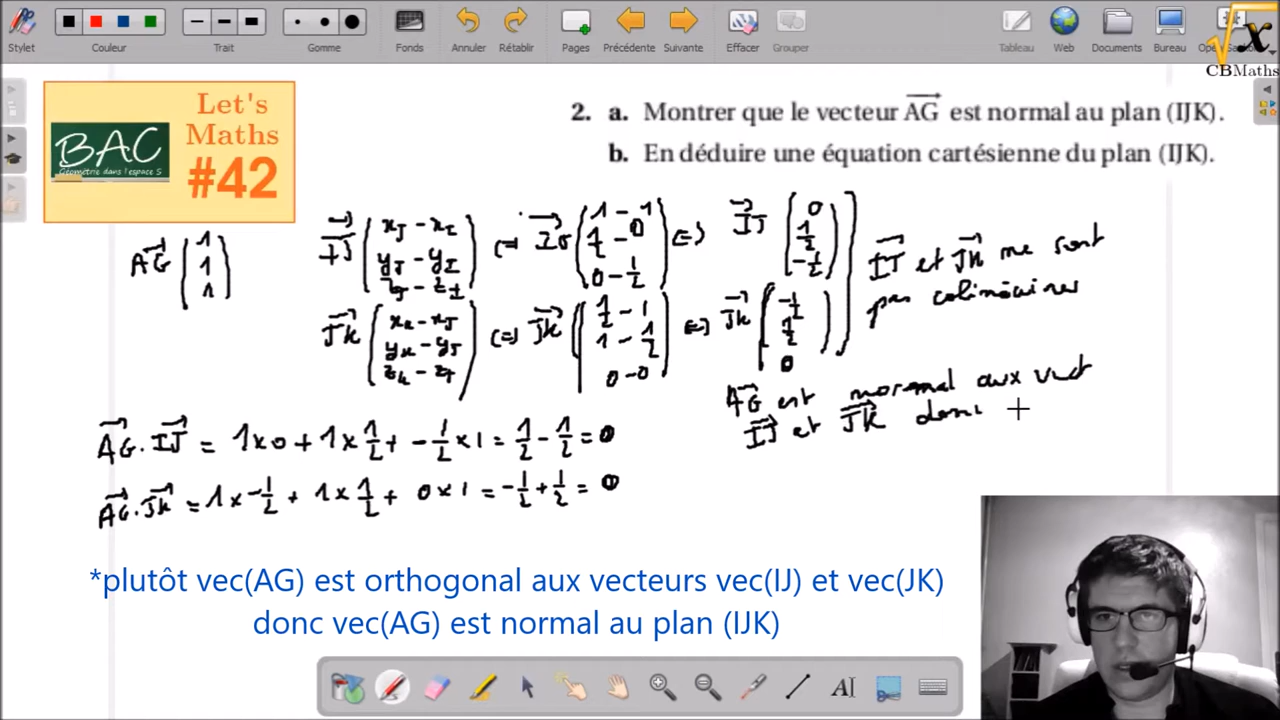 Stylet Couleur Trait Gomme Fonds Annuler Rétablir Pages Précédente Suivante Effacer Grouper Tableau Web Documents Bureau
CBMaths
Let's
Maths
#42
BAC
Géométrie dans l'espace S
2. a. Montrer que le vecteur AG est normal au plan (IJK).
b. En déduire une équation cartésienne du plan (IJK).
AG (1 1 1)
IJ (xJ - xI yJ - yI zJ - zI) ⇔ IJ (1 - 1 1/2 - 0 0 - 1/2) ⇔ IJ (0 1/2 -1/2)
JK (xK - xJ yK - yJ zK - zJ) ⇔ JK (1/2 - 1 1 - 1/2 0 - 0) ⇔ JK (-1/2 1/2 0)
IJ et JK ne sont
pas colinéaires
AG est normal aux vect
IJ et JK donc
AG . IJ = 1 x 0 + 1 x 1/2 + -1/2 x 1 = 1/2 - 1/2 = 0
AG . JK = 1 x -1/2 + 1 x 1/2 + 0 x 1 = -1/2 + 1/2 = 0
*plutôt vec(AG) est orthogonal aux vecteurs vec(IJ) et vec(JK)
donc vec(AG) est normal au plan (IJK)